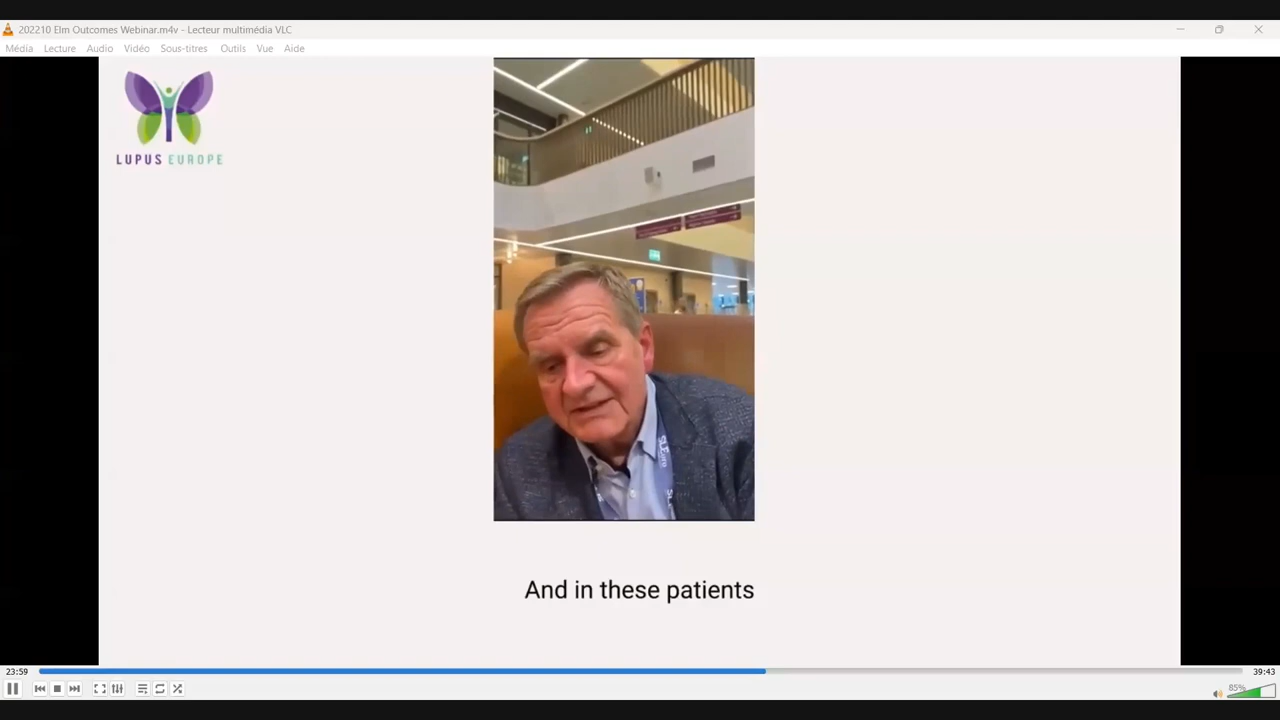 202210 Elm Outcomes Webinar.m4v - Lecteur multimédia VLC
Média Lecture Audio Vidéo Sous-titres Outils Vue Aide
LUPUS EUROPE
And in these patients
23:59
39:43
85%